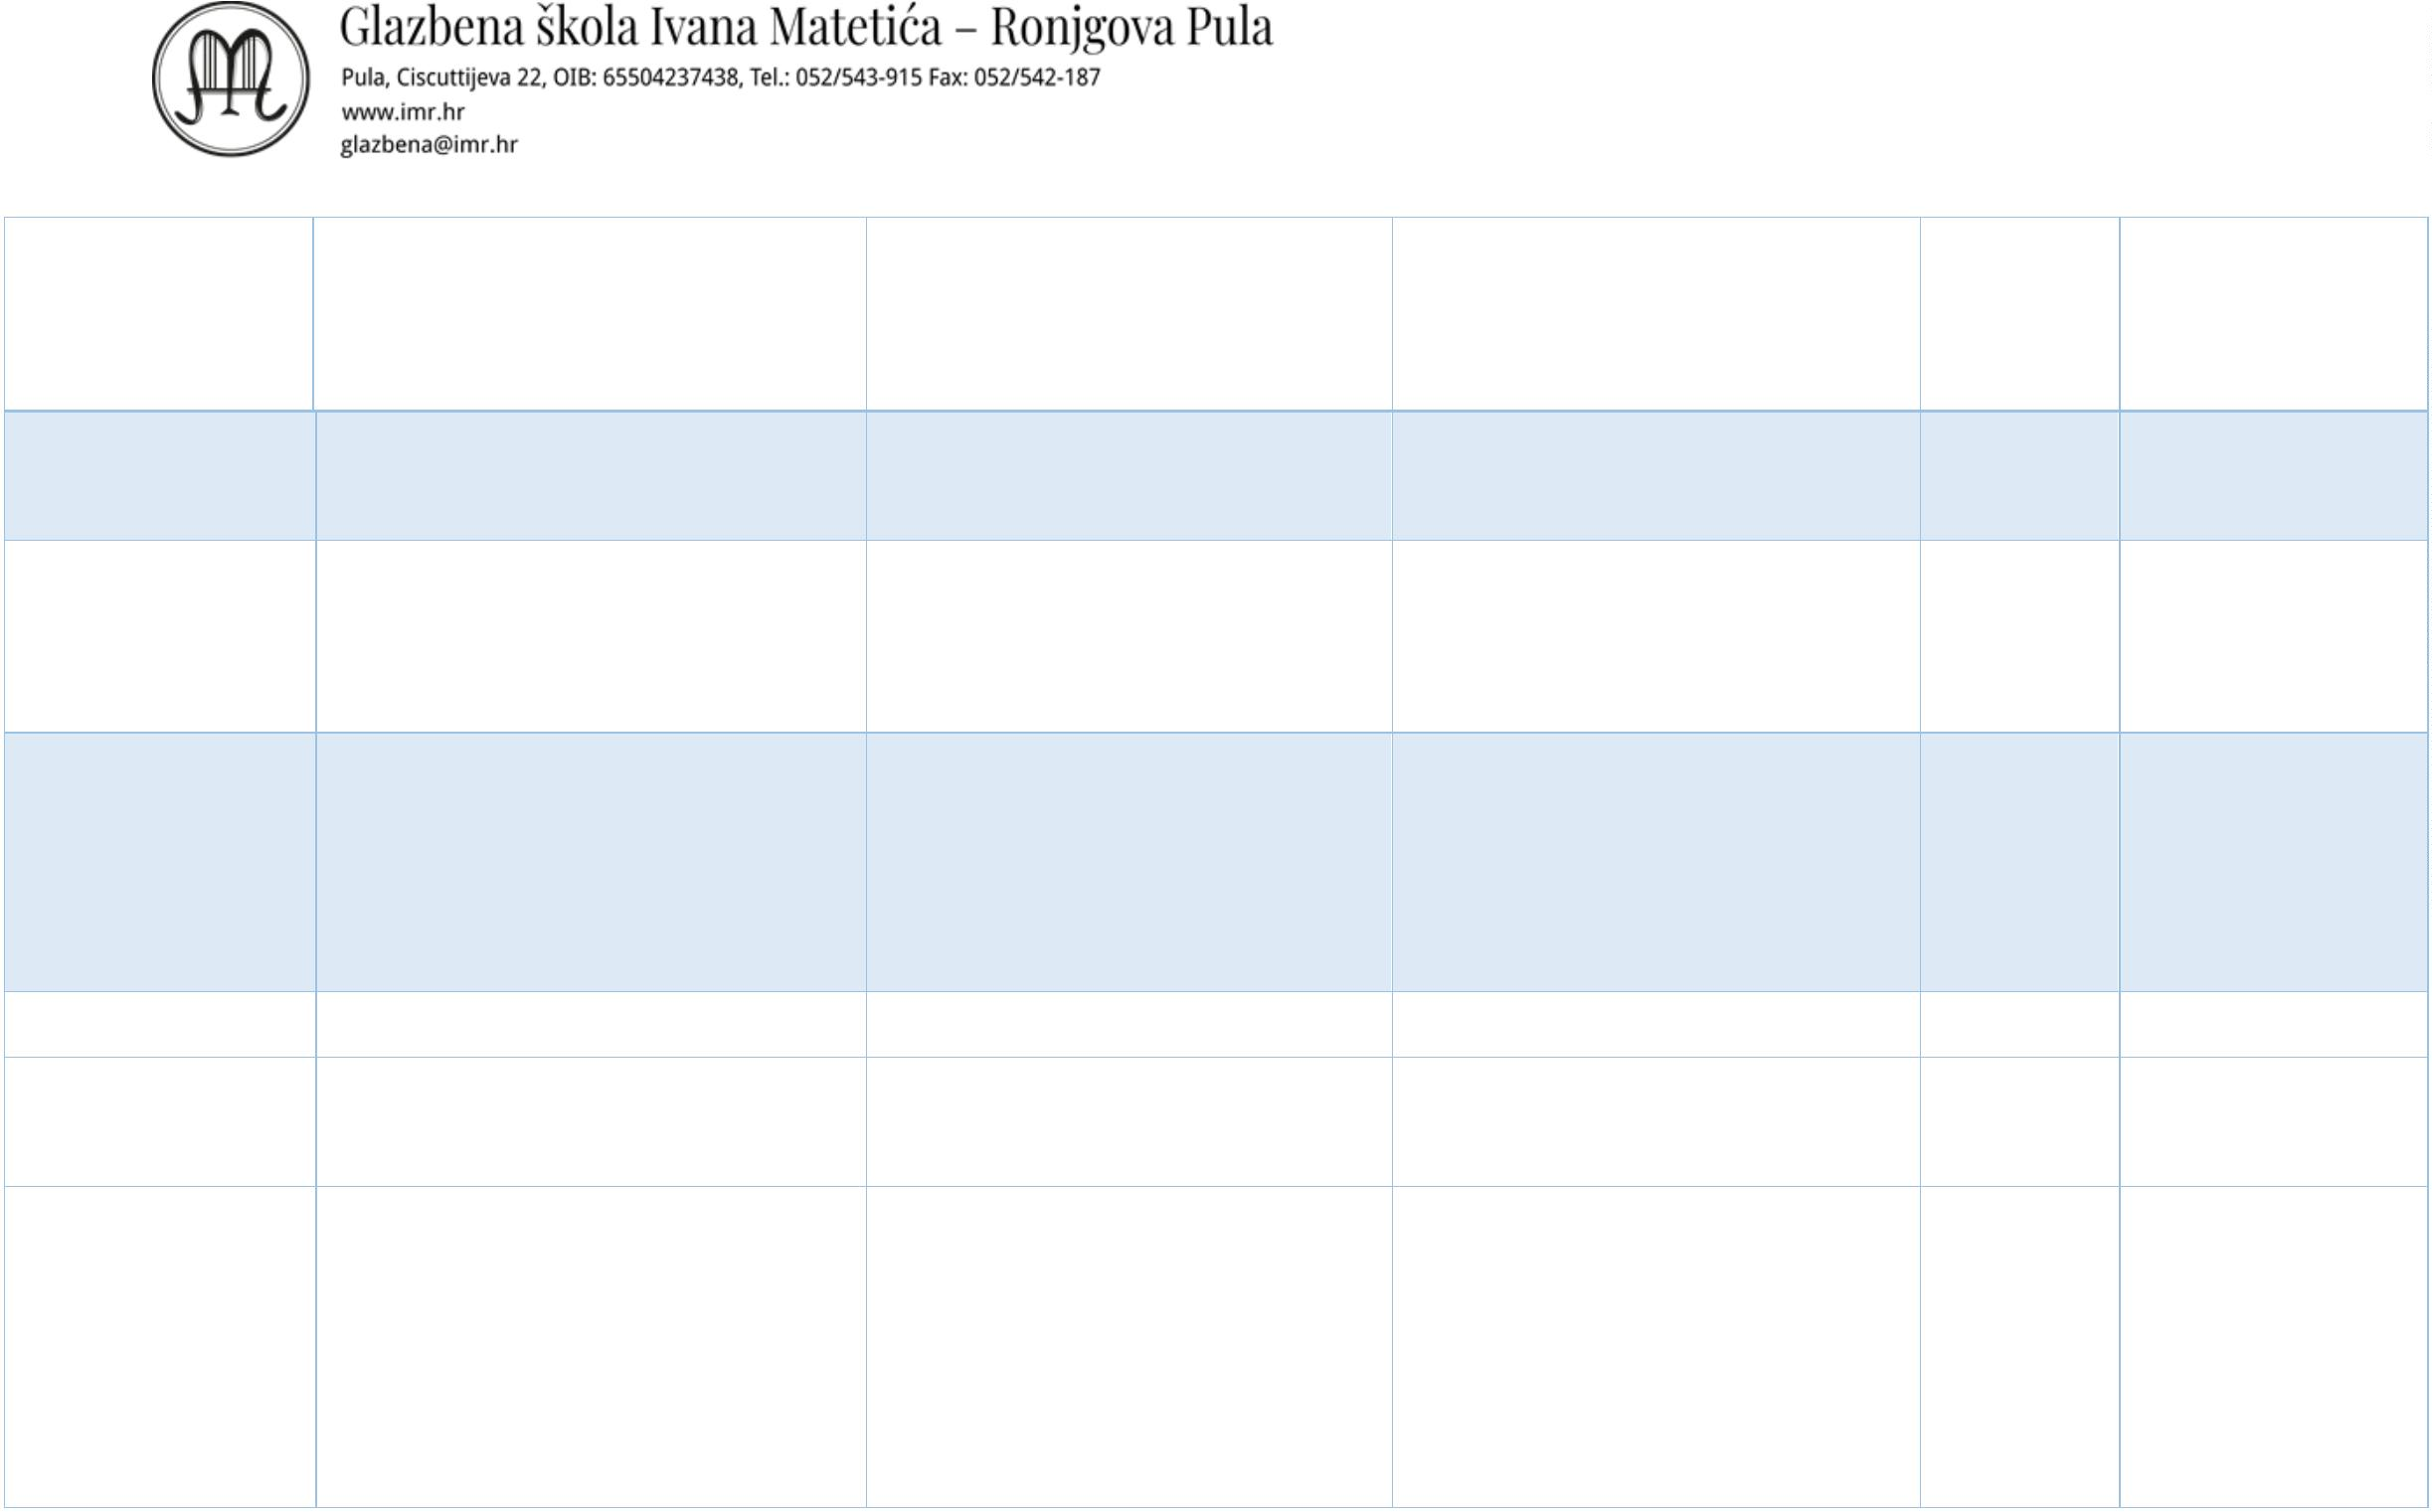 Glazbena škola Ivana Matetića – Ronjgova Pula
Pula, Ciscuttijeva 22, OIB: 65504237438, Tel.: 052/543-915 Fax: 052/542-187
www.imr.hr
glazbena@imr.hr